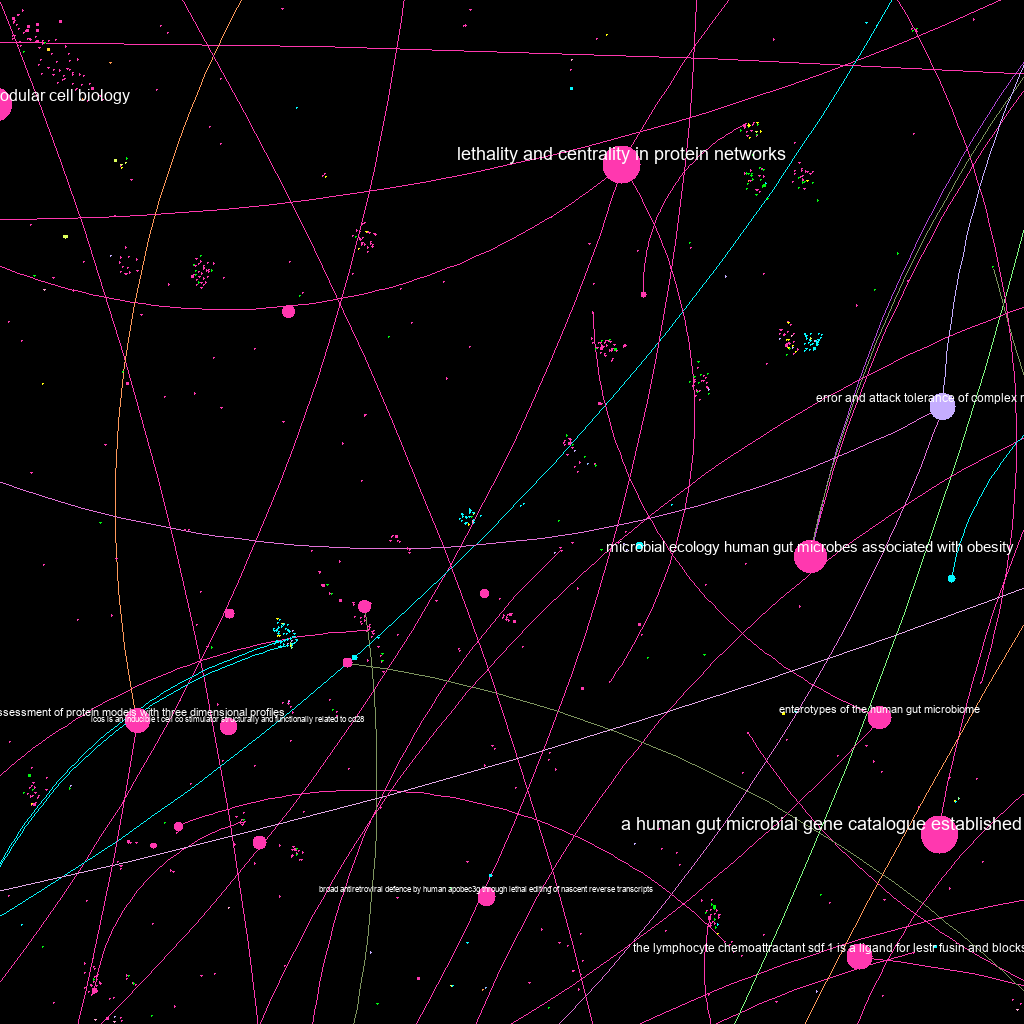 odular cell biology
lethality and centrality in protein networks
error and attack tolerance of complex
microbial ecology human gut microbes associated with obesity
enterotypes of the human gut microbiome
ssessment of protein models with three dimensional profiles
icos is an inducible t cell co stimulator structurally and functionally related to cd28
a human gut microbial gene catalogue established
broad antiretroviral defence by human apobec3g through lethal editing of nascent reverse transcripts
the lymphocyte chemoattractant sdf 1 is a ligand for lestr fusin and blocks